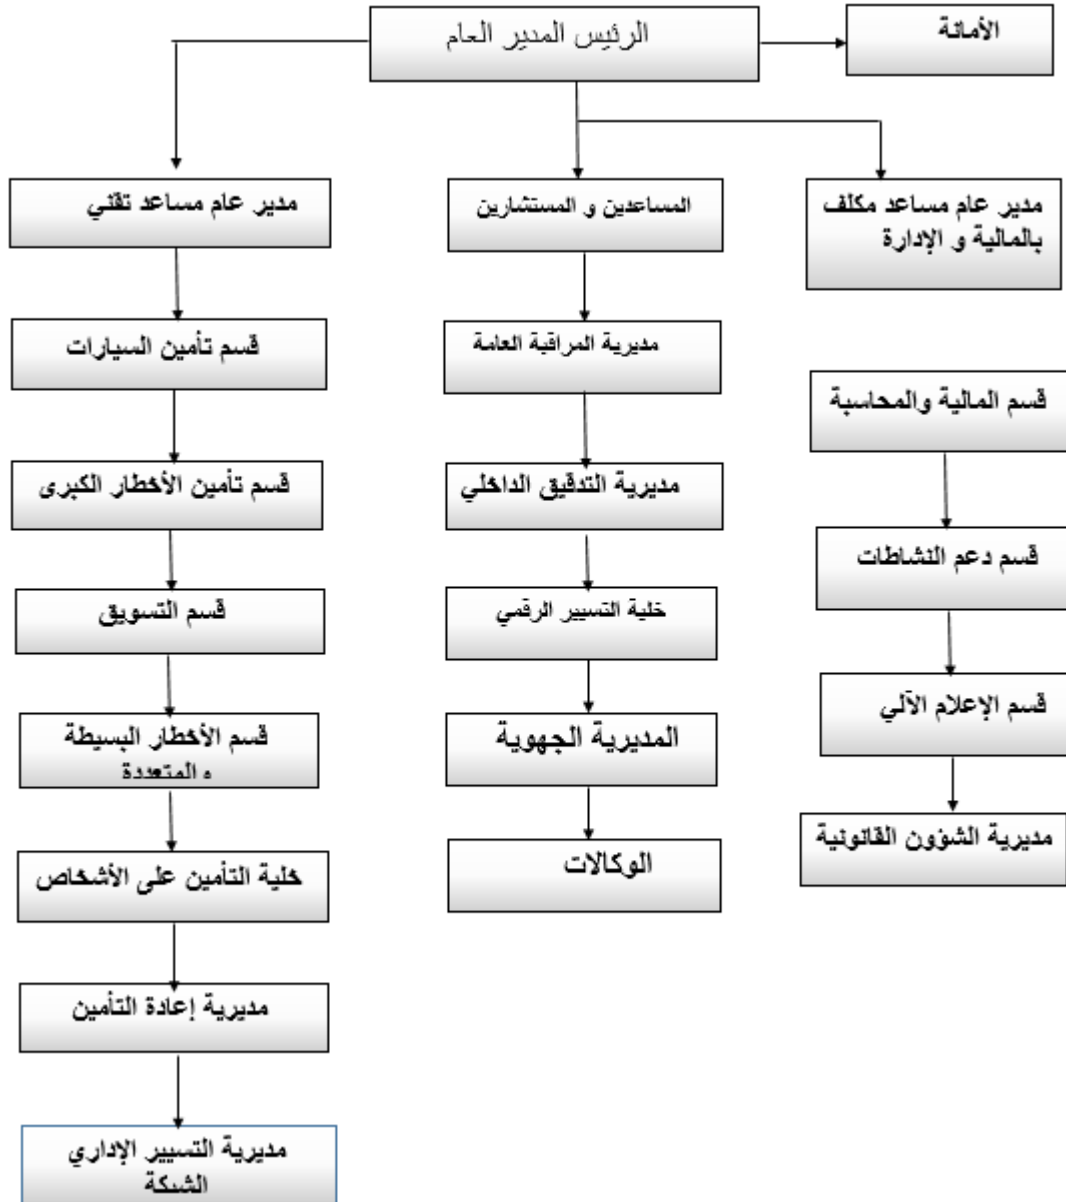 الرئيس المدير العام
الأمانة
مدير عام مساعد تقني
المساعدين و المستشارين
مدير عام مساعد مكلف
بالمالية و الإدارة
قسم تأمين السيارات
مديرية المراقبة العامة
قسم المالية والمحاسبة
قسم تأمين الأخطار الكبرى
مديرية التدقيق الداخلي
قسم دعم النشاطات
قسم التسويق
خلية التسيير الرقمي
قسم الإعلام الآلي
قسم الأخطار البسيطة
و المتعددة
المديرية الجهوية
مديرية الشؤون القانونية
خلية التأمين على الأشخاص
الوكالات
مديرية إعادة التأمين
مديرية التسيير الإداري
الشبكة